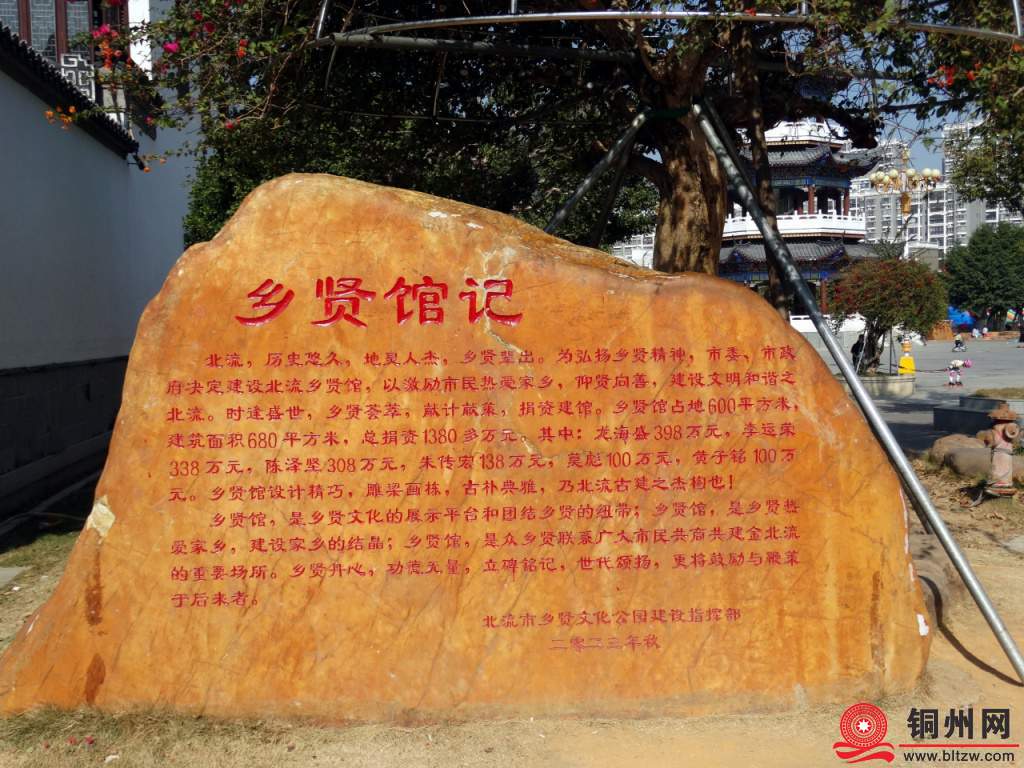 乡贤馆记
北流，历史悠久，地灵人杰，乡贤辈出。为弘扬乡贤精神，市委、市政
府决定建设北流乡贤馆，以激励市民热爱家乡，仰贤向善，建设文明和谐之
北流。时逢盛世，乡贤荟萃，献计献策，捐资建馆。乡贤馆占地600平方米，
建筑面积680平方米，总捐资1380多万元。其中：龙海盛398万元，李运荣
338万元，陈泽坚308万元，朱传宏138万元，莫彪100万元，黄子铭100万
元。乡贤馆设计精巧，雕梁画栋，古朴典雅，乃北流古建之杰构也！
乡贤馆，是乡贤文化的展示平台和团结乡贤的纽带；乡贤馆，是乡贤热
爱家乡，建设家乡的结晶；乡贤馆，是众乡贤联系广大市民共商共建金北流
的重要场所。乡贤丹心，功德无量，立碑铭记，世代颂扬，更将鼓励与鞭策
于后来者。
北流市乡贤文化公园建设指挥部
二零二三年秋
铜州网
www.bltzw.com